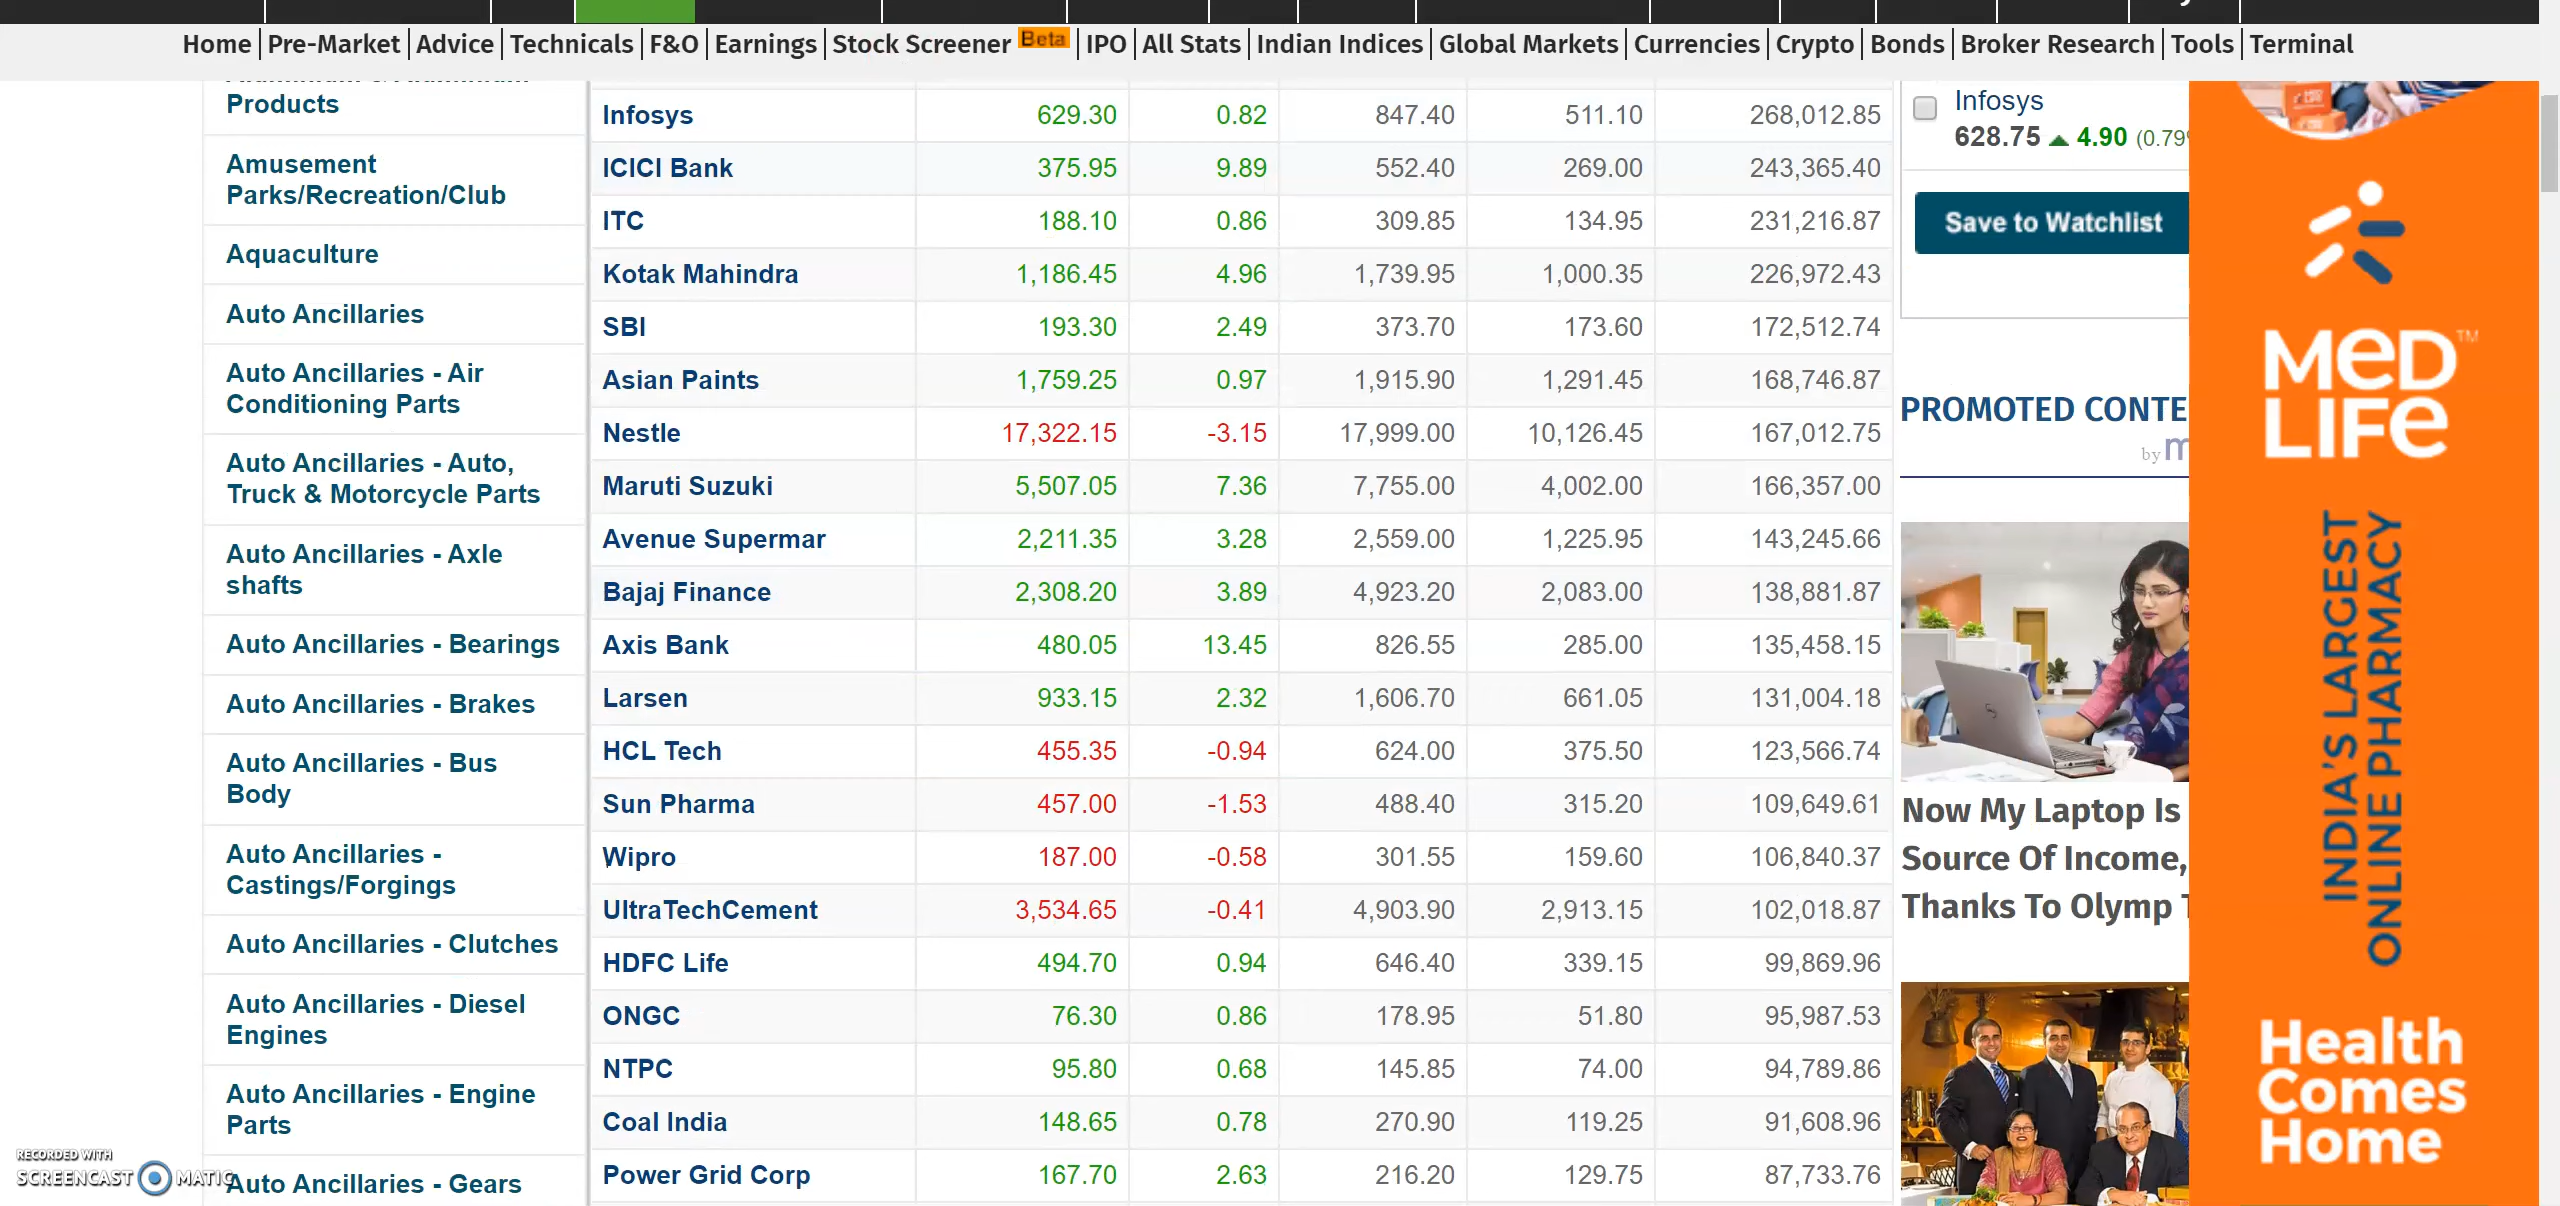 Home Pre-Market Advice Technicals F&O Earnings Stock Screener Beta IPO All Stats Indian Indices Global Markets Currencies Crypto Bonds Broker Research Tools Terminal
Products
Amusement
Parks/Recreation/Club
Aquaculture
Auto Ancillaries
Auto Ancillaries - Air
Conditioning Parts
Auto Ancillaries - Auto,
Truck & Motorcycle Parts
Auto Ancillaries - Axle
shafts
Auto Ancillaries - Bearings
Auto Ancillaries - Brakes
Auto Ancillaries - Bus
Body
Auto Ancillaries -
Castings/Forgings
Auto Ancillaries - Clutches
Auto Ancillaries - Diesel
Engines
Auto Ancillaries - Engine
Parts
Auto Ancillaries - Gears
Infosys 629.30 0.82 847.40 511.10 268,012.85
ICICI Bank 375.95 9.89 552.40 269.00 243,365.40
ITC 188.10 0.86 309.85 134.95 231,216.87
Kotak Mahindra 1,186.45 4.96 1,739.95 1,000.35 226,972.43
SBI 193.30 2.49 373.70 173.60 172,512.74
Asian Paints 1,759.25 0.97 1,915.90 1,291.45 168,746.87
Nestle 17,322.15 -3.15 17,999.00 10,126.45 167,012.75
Maruti Suzuki 5,507.05 7.36 7,755.00 4,002.00 166,357.00
Avenue Supermar 2,211.35 3.28 2,559.00 1,225.95 143,245.66
Bajaj Finance 2,308.20 3.89 4,923.20 2,083.00 138,881.87
Axis Bank 480.05 13.45 826.55 285.00 135,458.15
Larsen 933.15 2.32 1,606.70 661.05 131,004.18
HCL Tech 455.35 -0.94 624.00 375.50 123,566.74
Sun Pharma 457.00 -1.53 488.40 315.20 109,649.61
Wipro 187.00 -0.58 301.55 159.60 106,840.37
UltraTechCement 3,534.65 -0.41 4,903.90 2,913.15 102,018.87
HDFC Life 494.70 0.94 646.40 339.15 99,869.96
ONGC 76.30 0.86 178.95 51.80 95,987.53
NTPC 95.80 0.68 145.85 74.00 94,789.86
Coal India 148.65 0.78 270.90 119.25 91,608.96
Power Grid Corp 167.70 2.63 216.20 129.75 87,733.76
Infosys
628.75 4.90 (0.79
Save to Watchlist
PROMOTED CONTE
by m
Now My Laptop Is
Source Of Income,
Thanks To Olymp
MED
LIFE
TM
INDIA'S LARGEST
ONLINE PHARMACY
Health
Comes
Home
RECORDED WITH
SCREENCAST MATIC